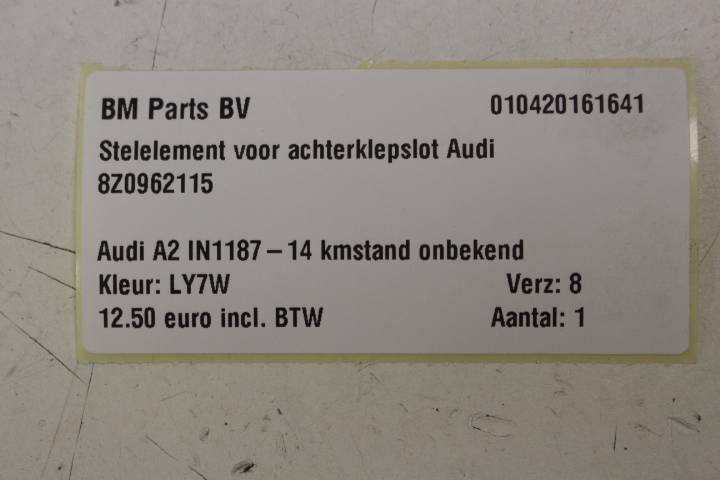 BM Parts BV 010420161641
Stelelement voor achterklepslot Audi
8Z0962115
Audi A2 IN1187 – 14 kmstand onbekend
Kleur: LY7W Verz: 8
12.50 euro incl. BTW Aantal: 1